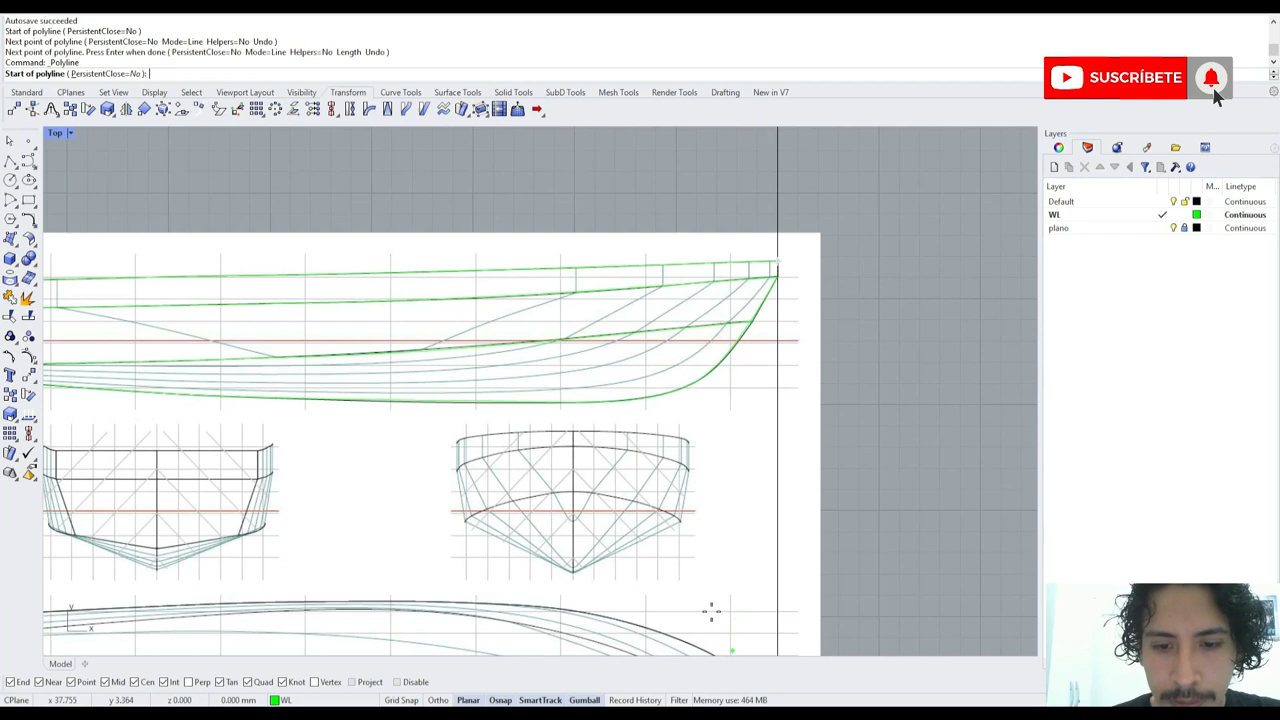 Autosave succeeded
Start of polyline ( PersistentClose=No )
Next point of polyline ( PersistentClose=No Mode=Line Helpers=No Undo )
Next point of polyline. Press Enter when done ( PersistentClose=No Mode=Line Helpers=No Length Undo )
Command: _Polyline
Start of polyline ( PersistentClose=No ):
SUSCRÍBETE
Standard CPlanes Set View Display Select Viewport Layout Visibility Transform Curve Tools Surface Tools Solid Tools SubD Tools Mesh Tools Render Tools Drafting New in V7
Top
Layers
Layer M... Linetype
Default Continuous
WL Continuous
plano Continuous
y
x
Model
End Near Point Mid Cen Int Perp Tan Quad Knot Vertex Project Disable
CPlane x 37.755 y 3.364 z 0.000 0.000 mm WL Grid Snap Ortho Planar Osnap SmartTrack Gumball Record History Filter Memory use: 464 MB